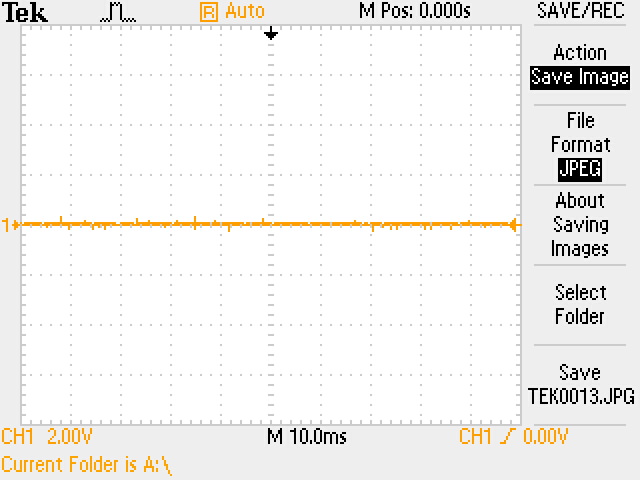 Tek
R Auto
M Pos: 0.000s
SAVE/REC
Action
Save Image
File
Format
JPEG
About
Saving
Images
Select
Folder
Save
TEK0013.JPG
1
CH1 2.00V
M 10.0ms
CH1 0.00V
Current Folder is A:\